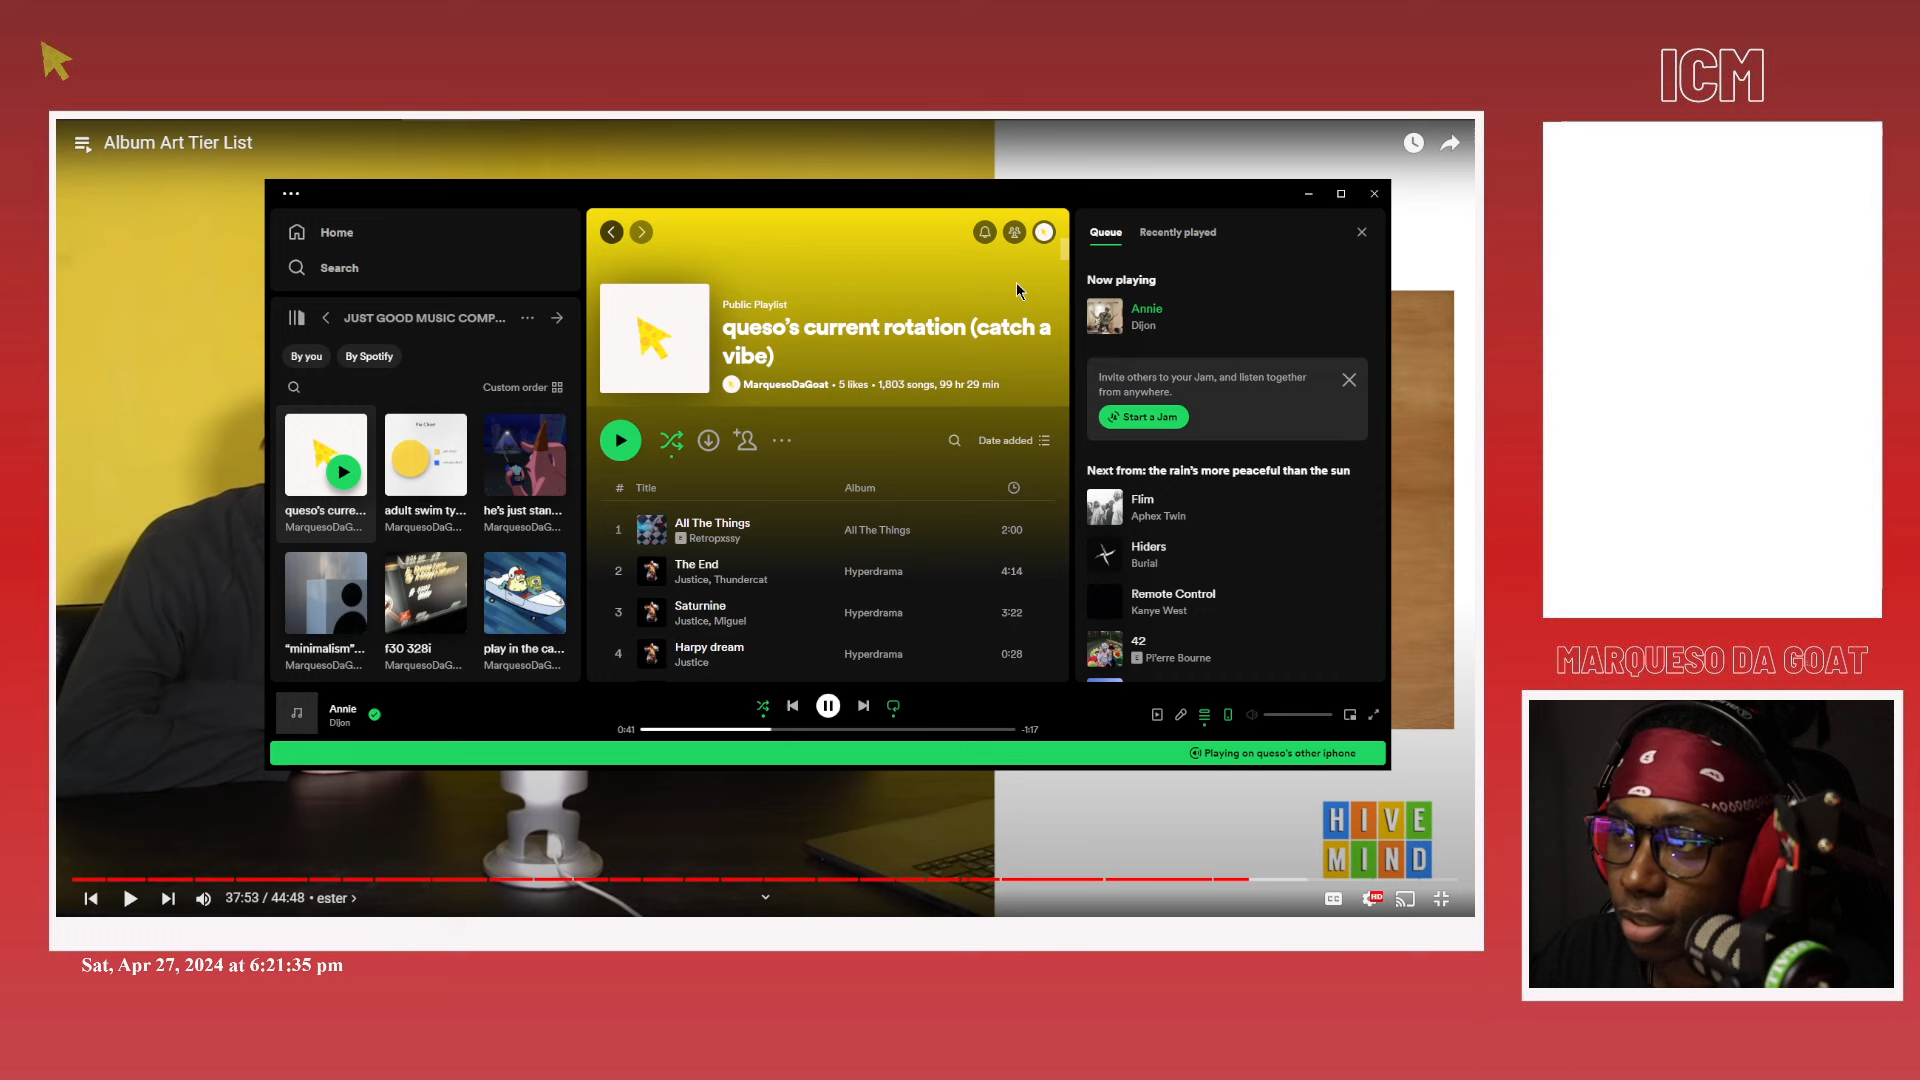 ICM
Album Art Tier List
Home
Search
JUST GOOD MUSIC COMP...
By you
By Spotify
Custom order
queso's curre...
MarquesoDaG...
adult swim ty...
MarquesoDaG...
he's just stan...
MarquesoDaG...
"minimalism"...
MarquesoDaG...
f30 328i
MarquesoDaG...
play in the ca...
MarquesoDaG...
Public Playlist
queso's current rotation (catch a
vibe)
MarquesoDaGoat • 5 likes • 1,803 songs, 99 hr 29 min
Date added
# Title Album
1 All The Things All The Things 2:00
E Retropxssy
2 The End Hyperdrama 4:14
Justice, Thundercat
3 Saturnine Hyperdrama 3:22
Justice, Miguel
4 Harpy dream Hyperdrama 0:28
Justice
Queue Recently played
Now playing
Annie
Dijon
Invite others to your Jam, and listen together
from anywhere.
Start a Jam
Next from: the rain's more peaceful than the sun
Flim
Aphex Twin
Hiders
Burial
Remote Control
Kanye West
42
E Pi'erre Bourne
Annie
Dijon
0:41
-1:17
Playing on queso's other iphone
HIVE
MIND
37:53 / 44:48 • ester >
CC
HD
MARQUESO DA GOAT
Sat, Apr 27, 2024 at 6:21:35 pm